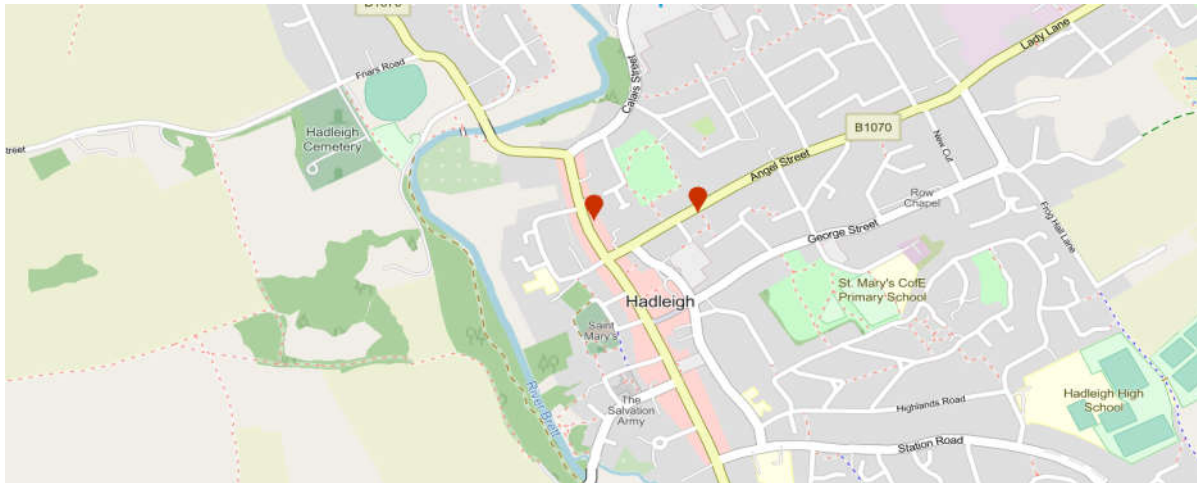 B1070
Lady Lane
Calais Street
Friars Road
Hadleigh
Cemetery
B1070
Street
Angel Street
New Cut
Row
Chapel
Frog Hall Lane
George Street
St. Mary's CofE
Primary School
Hadleigh
Saint
Mary's
River Brett
The
Salvation
Army
Hadleigh High
School
Highlands Road
Station Road